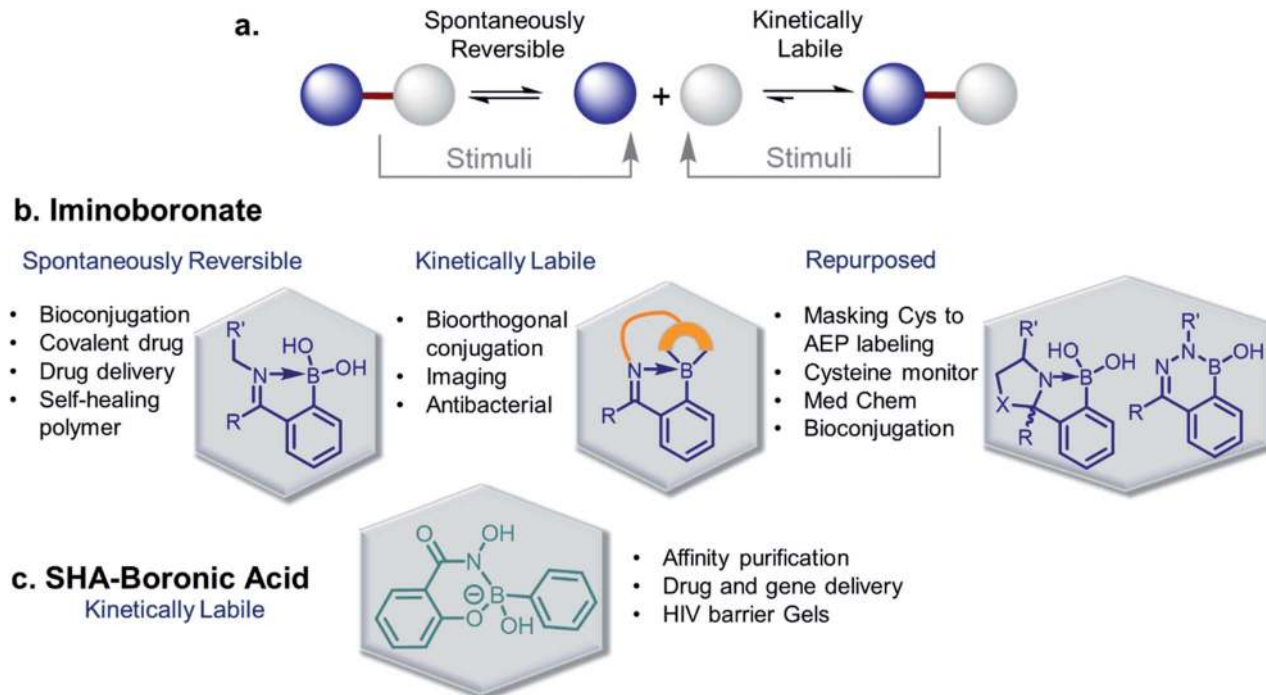 a.
Spontaneously
Reversible
Kinetically
Labile
+
Stimuli
Stimuli
b. Iminoboronate
Spontaneously Reversible
• Bioconjugation
• Covalent drug
• Drug delivery
• Self-healing
polymer
R'
HO
N
B
OH
R
Kinetically Labile
• Bioorthogonal
conjugation
• Imaging
• Antibacterial
N
B
R
Repurposed
• Masking Cys to
AEP labeling
• Cysteine monitor
• Med Chem
• Bioconjugation
R'
HO
N
B
OH
X
R
R'
N
OH
N
B
R
c. SHA-Boronic Acid
Kinetically Labile
O
OH
N
⊖
B
O
OH
• Affinity purification
• Drug and gene delivery
• HIV barrier Gels